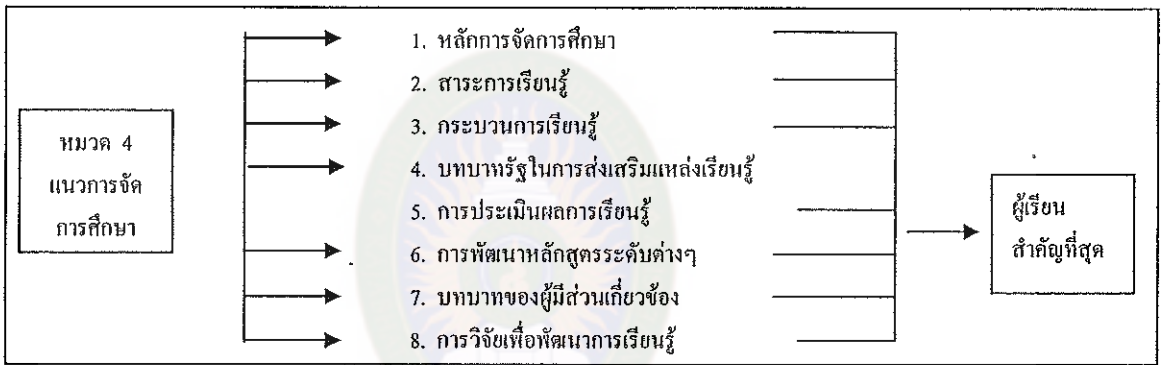 หมวด 4
แนวการจัด
การศึกษา
1. หลักการจัดการศึกษา
2. สาระการเรียนรู้
3. กระบวนการเรียนรู้
4. บทบาทรัฐในการส่งเสริมแหล่งเรียนรู้
5. การประเมินผลการเรียนรู้
6. การพัฒนาหลักสูตรระดับต่างๆ
7. บทบาทของผู้มีส่วนเกี่ยวข้อง
8. การวิจัยเพื่อพัฒนาการเรียนรู้
ผู้เรียน
สำคัญที่สุด